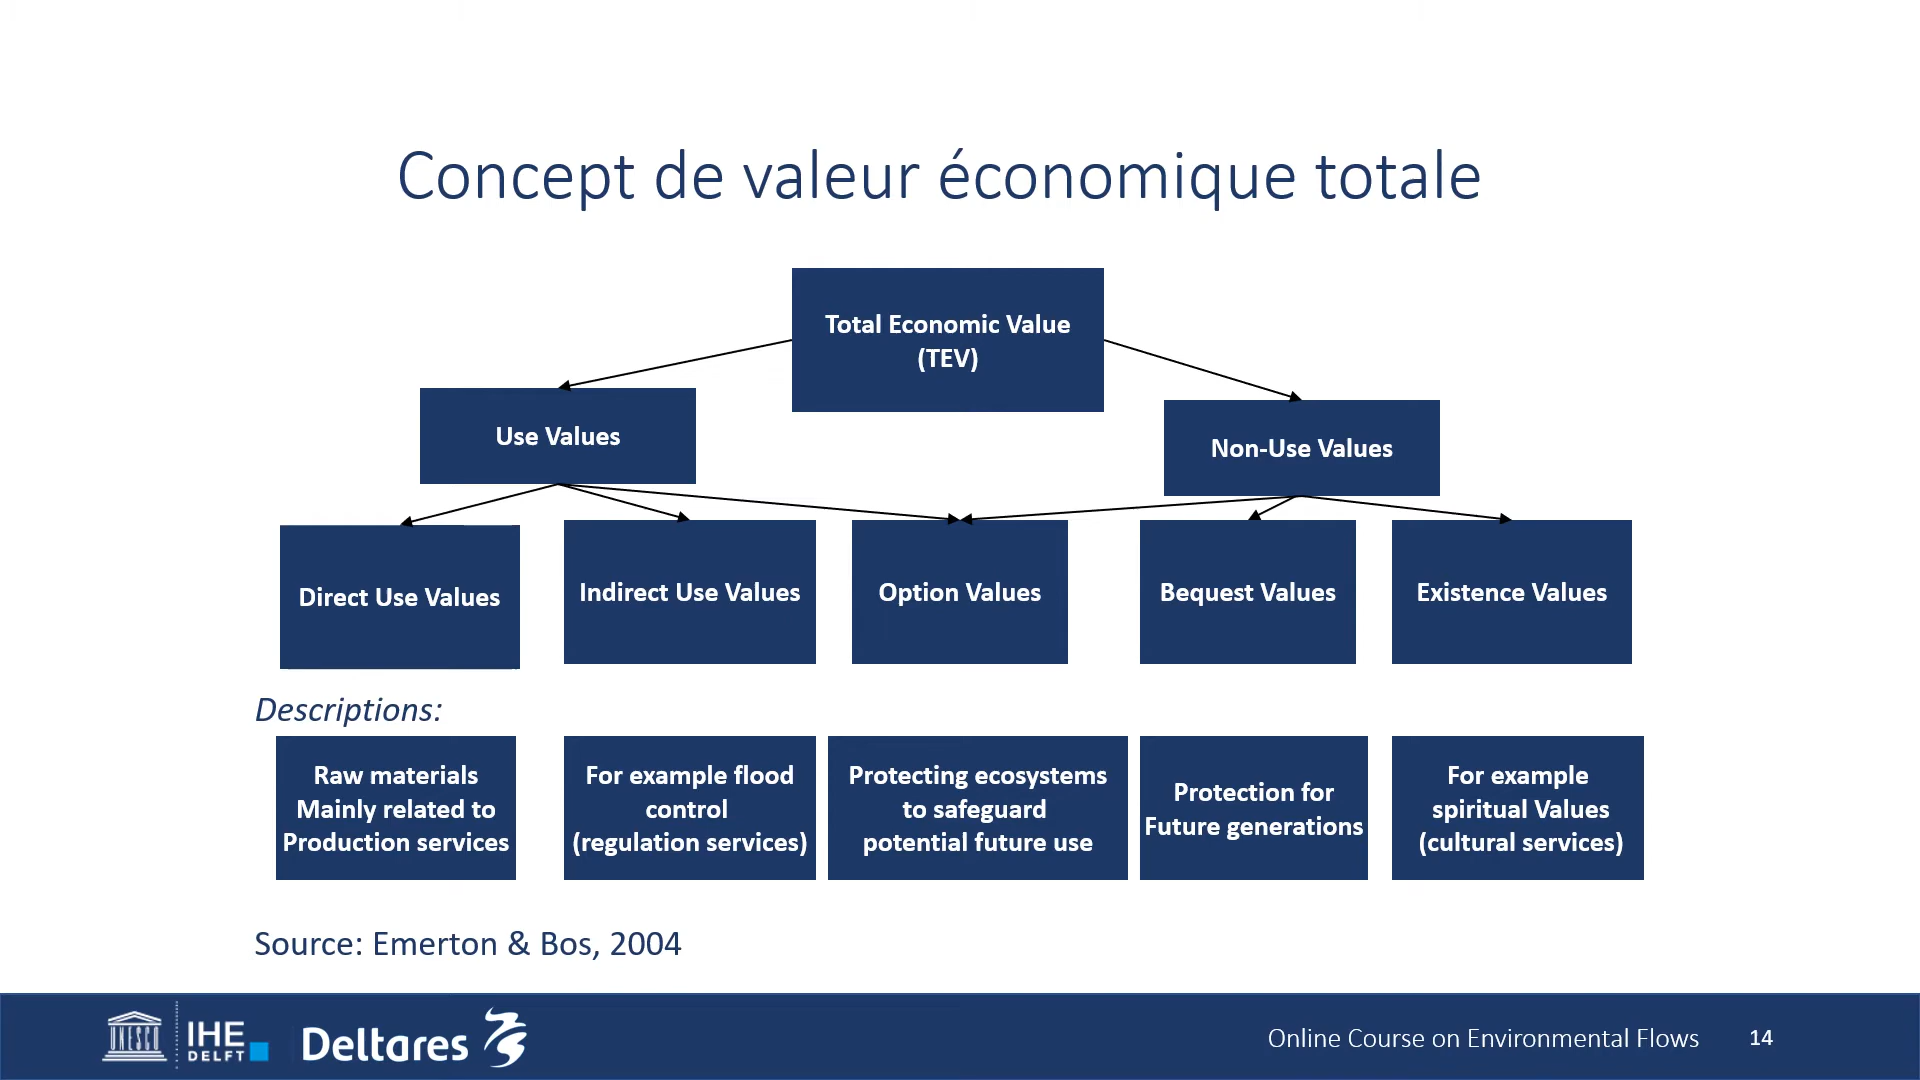 Concept de valeur économique totale
Total Economic Value
(TEV)
Use Values
Non-Use Values
Direct Use Values
Indirect Use Values
Option Values
Bequest Values
Existence Values
Descriptions:
Raw materials
Mainly related to
Production services
For example flood
control
(regulation services)
Protecting ecosystems
to safeguard
potential future use
Protection for
Future generations
For example
spiritual Values
(cultural services)
Source: Emerton & Bos, 2004
UNESCO
IHE
DELFT
Deltares
Online Course on Environmental Flows
14